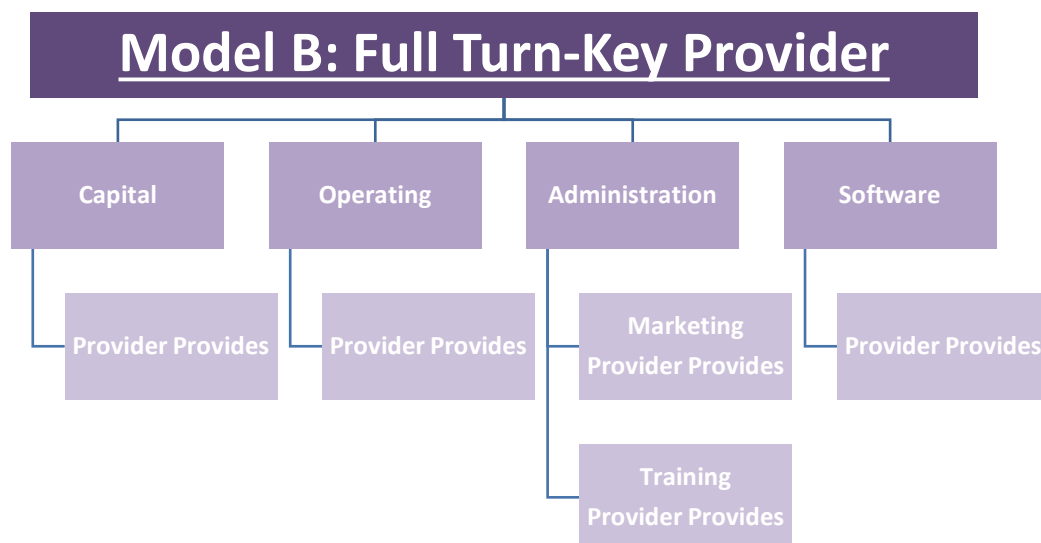 Model B: Full Turn-Key Provider
Capital
Operating
Administration
Software
Provider Provides
Provider Provides
Marketing
Provider Provides
Provider Provides
Training
Provider Provides